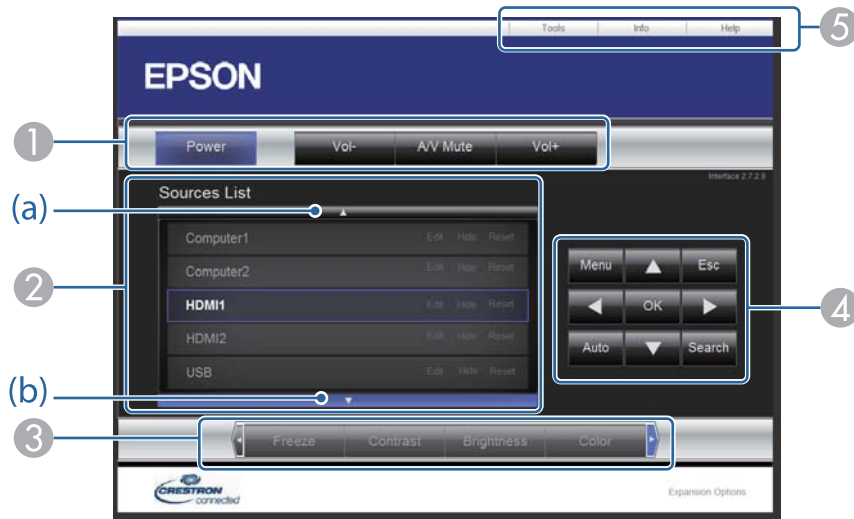 Tools Info Help 5
EPSON
1 Power Vol- A/V Mute Vol+
Interface 2.7.2.9
Sources List
(a)
Computer1 Edit Hide Reset
Computer2 Edit Hide Reset
2 HDMI1 Edit Hide Reset
HDMI2 Edit Hide Reset
USB Edit Hide Reset
(b)
Menu Esc
OK 4
Auto Search
3 Freeze Contrast Brightness Color
CRESTRON
connected
Expansion Options